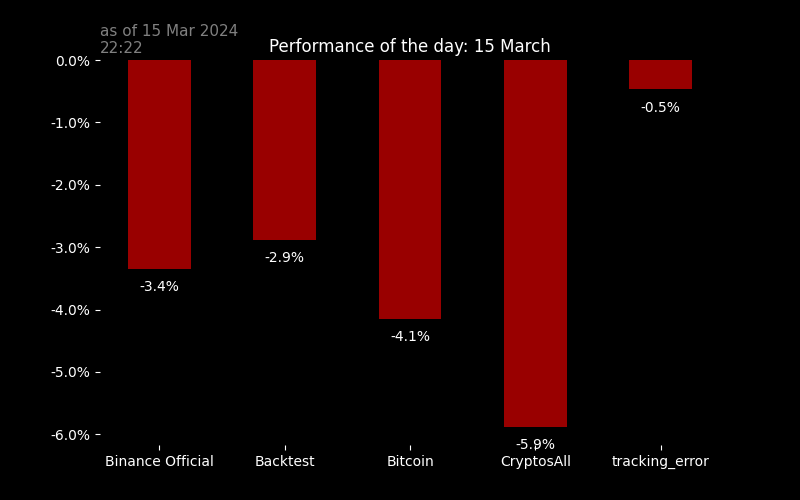 as of 15 Mar 2024
22:22
Performance of the day: 15 March
0.0%
-1.0%
-2.0%
-3.0%
-4.0%
-5.0%
-6.0%
-3.4%
-2.9%
-4.1%
-5.9%
-0.5%
Binance Official
Backtest
Bitcoin
CryptosAll
tracking_error